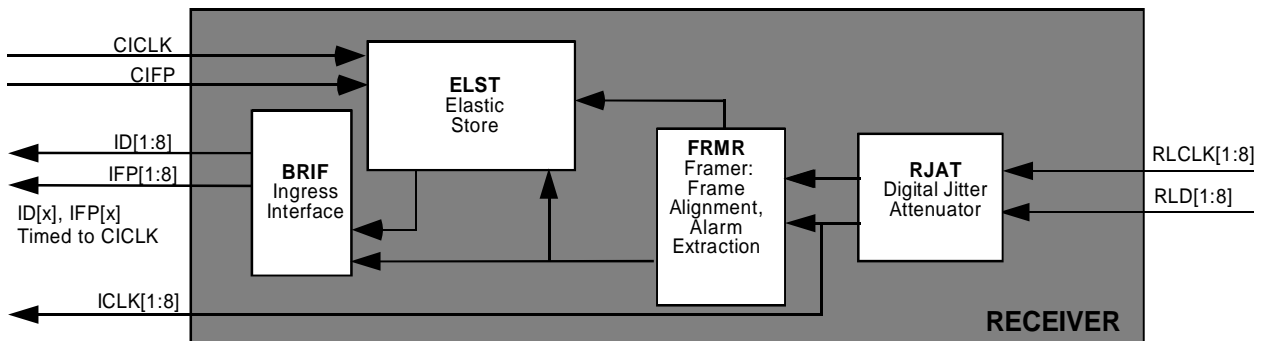 CICLK
CIFP
ELST
Elastic
Store
ID[1:8]
IFP[1:8]
ID[x], IFP[x]
Timed to CICLK
BRIF
Ingress
Interface
FRMR
Framer:
Frame
Alignment,
Alarm
Extraction
RJAT
Digital Jitter
Attenuator
RLCLK[1:8]
RLD[1:8]
ICLK[1:8]
RECEIVER